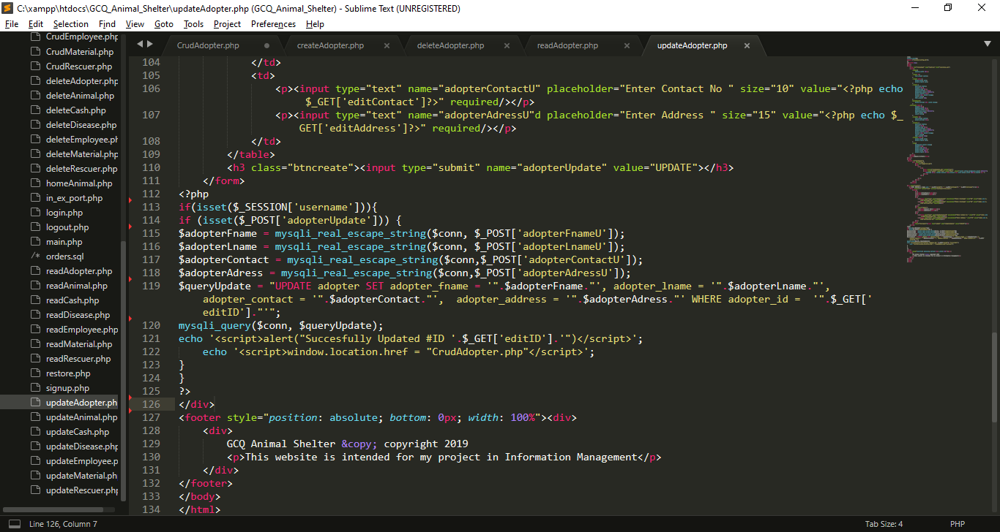 C:\xampp\htdocs\GCQ_Animal_Shelter\updateAdopter.php (GCQ_Animal_Shelter) - Sublime Text (UNREGISTERED)
File Edit Selection Find View Goto Tools Project Preferences Help
CrudEmployee.php
CrudMaterial.php
CrudRescuer.php
deleteAdopter.php
deleteAnimal.php
deleteCash.php
deleteDisease.php
deleteEmployee.ph
deleteMaterial.php
deleteRescuer.php
homeAnimal.php
in_ex_port.php
login.php
logout.php
main.php
/* orders.sql
readAdopter.php
readAnimal.php
readCash.php
readDisease.php
readEmployee.php
readMaterial.php
readRescuer.php
restore.php
signup.php
updateAdopter.ph
updateAnimal.php
updateCash.php
updateDisease.php
updateEmployee.p
updateMaterial.ph
updateRescuer.php
CrudAdopter.php createAdopter.php deleteAdopter.php readAdopter.php updateAdopter.php
104 </td>
105 <td>
106 <p><input type="text" name="adopterContactU" placeholder="Enter Contact No " size="10" value="<?php echo
$_GET['editContact']?>" required/></p>
107 <p><input type="text" name="adopterAdressU"d placeholder="Enter Address " size="15" value="<?php echo $_
GET['editAddress']?>" required/></p>
108 </td>
109 </table>
110 <h3 class="btncreate"><input type="submit" name="adopterUpdate" value="UPDATE"></h3>
111 </form>
112 <?php
113 if(isset($_SESSION['username'])){
114 if (isset($_POST['adopterUpdate'])) {
115 $adopterFname = mysqli_real_escape_string($conn, $_POST['adopterFnameU']);
116 $adopterLname = mysqli_real_escape_string($conn, $_POST['adopterLnameU']);
117 $adopterContact = mysqli_real_escape_string($conn,$_POST['adopterContactU']);
118 $adopterAdress = mysqli_real_escape_string($conn,$_POST['adopterAdressU']);
119 $queryUpdate = "UPDATE adopter SET adopter_fname = '".$adopterFname."', adopter_lname = '".$adopterLname."',
adopter_contact = '".$adopterContact."',  adopter_address = '".$adopterAdress."' WHERE adopter_id =  '".$_GET['
editID']."'";
120 mysqli_query($conn, $queryUpdate);
121 echo '<script>alert("Succesfully Updated #ID '.$_GET['editID'].'")</script>';
122 echo '<script>window.location.href = "CrudAdopter.php"</script>';
123 }
124 }
125 ?>
126 </div>
127 <footer style="position: absolute; bottom: 0px; width: 100%"><div>
128 <div>
129 GCQ Animal Shelter &copy; copyright 2019
130 <p>This website is intended for my project in Information Management</p>
131 </div>
132 </footer>
133 </body>
134 </html>
Line 126, Column 7 Tab Size: 4 PHP